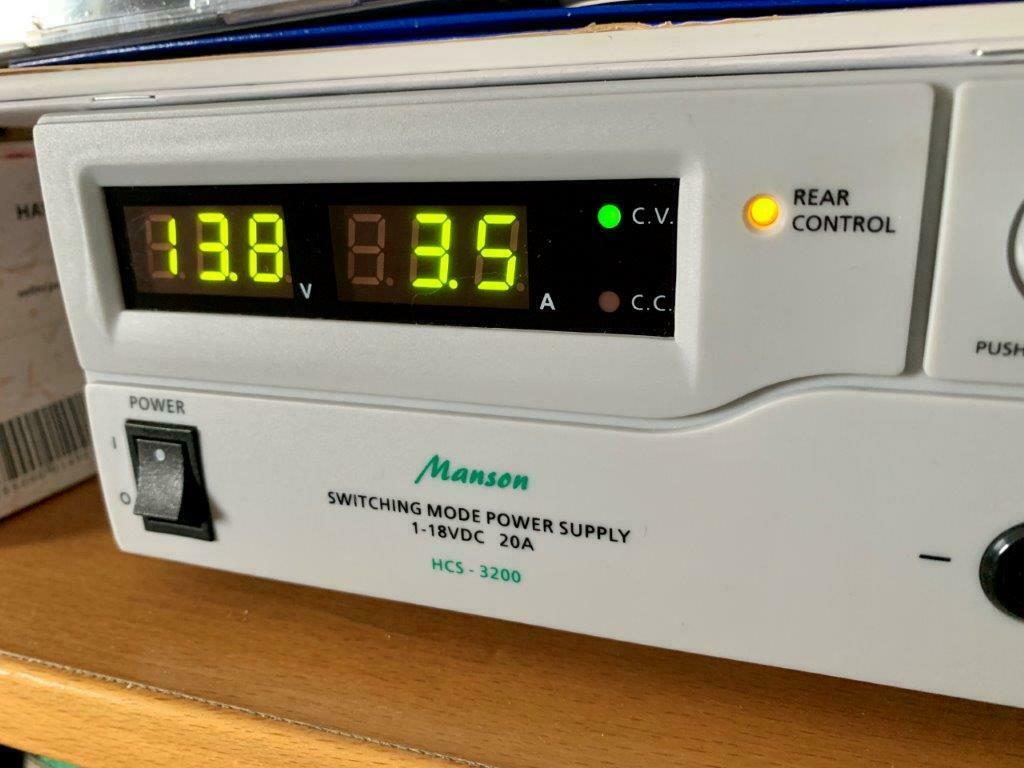 13.8 V 3.5 A
C.V.
C.C.
REAR
CONTROL
PUSH
POWER
I
O
Manson
SWITCHING MODE POWER SUPPLY
1-18VDC 20A
HCS - 3200